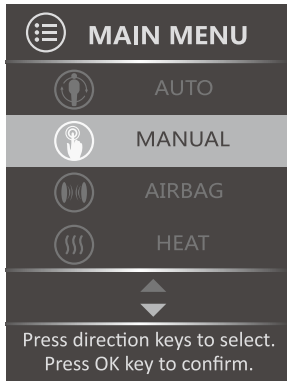 MAIN MENU
AUTO
MANUAL
AIRBAG
HEAT
Press direction keys to select.
Press OK key to confirm.